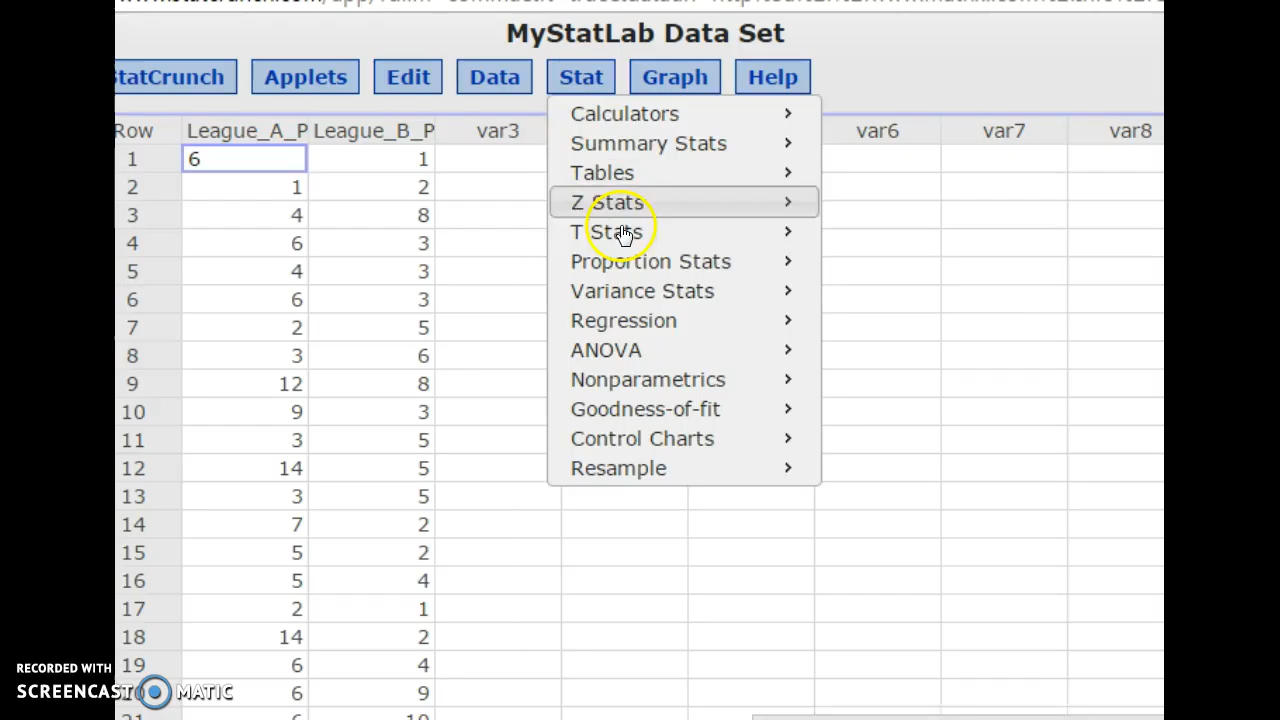 MyStatLab Data Set
StatCrunch Applets Edit Data Stat Graph Help
Row League_A_P League_B_P var3 var6 var7 var8
Calculators
Summary Stats
Tables
Z Stats
T Stats
Proportion Stats
Variance Stats
Regression
ANOVA
Nonparametrics
Goodness-of-fit
Control Charts
Resample
1 6 1
2 1 2
3 4 8
4 6 3
5 4 3
6 6 3
7 2 5
8 3 6
9 12 8
10 9 3
11 3 5
12 14 5
13 3 5
14 7 2
15 5 2
16 5 4
17 2 1
18 14 2
19 6 4
20 6 9
21 6 10
RECORDED WITH
SCREENCAST MATIC